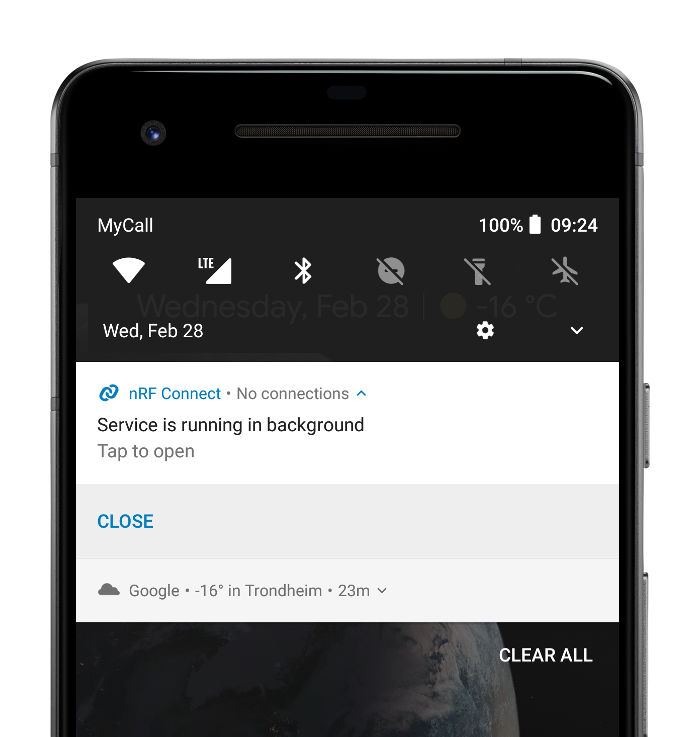 MyCall 100% 09:24
LTE
Wednesday, Feb 28 | -16 °C
Wed, Feb 28
nRF Connect • No connections
Service is running in background
Tap to open
CLOSE
Google • -16° in Trondheim • 23m
CLEAR ALL